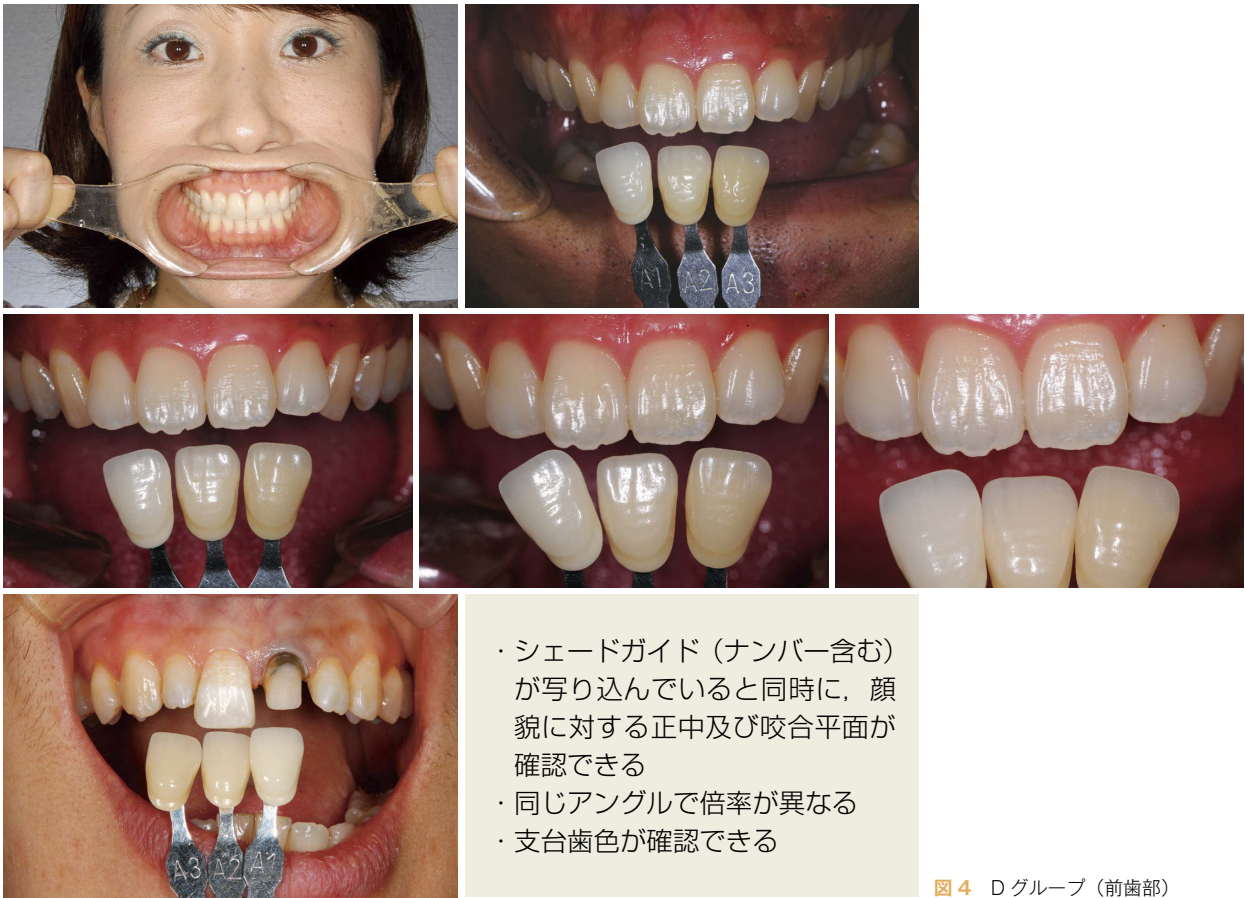 A1 A2 A3
A3 A2 A1
・シェードガイド（ナンバー含む）
が写り込んでいると同時に，顔
貌に対する正中及び咬合平面が
確認できる
・同じアングルで倍率が異なる
・支台歯色が確認できる
図4 Dグループ（前歯部）